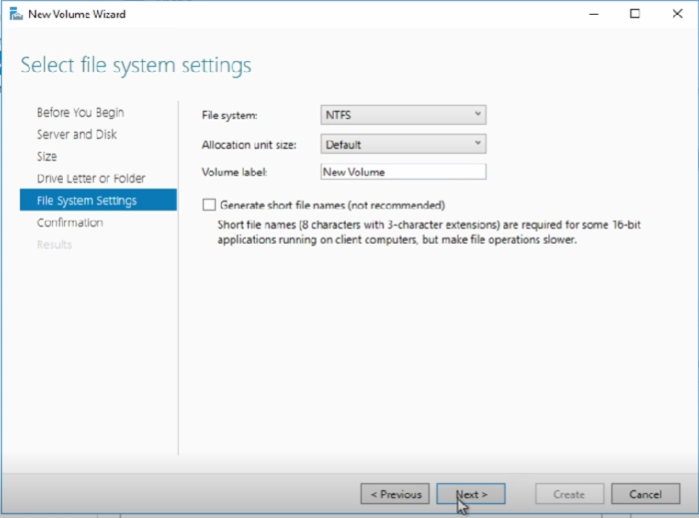 New Volume Wizard
Select file system settings
Before You Begin
Server and Disk
Size
Drive Letter or Folder
File System Settings
Confirmation
Results
File system:
NTFS
Allocation unit size:
Default
Volume label:
New Volume
Generate short file names (not recommended)
Short file names (8 characters with 3-character extensions) are required for some 16-bit
applications running on client computers, but make file operations slower.
< Previous
Next >
Create
Cancel